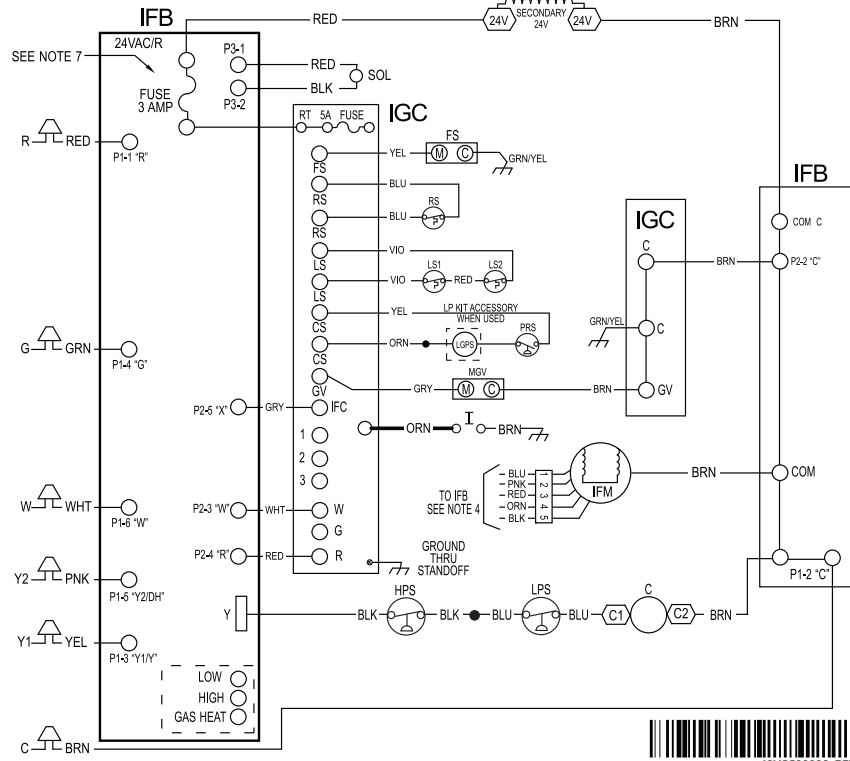 IFB
RED
24V
SECONDARY
24V
24V
BRN
SEE NOTE 7
24VAC/R
FUSE
3 AMP
P3-1
RED
SOL
P3-2
BLK
RT 5A FUSE
IGC
R RED
P1-1 "R"
FS
YEL
FS
M C
GRN/YEL
RS
BLU
RS
BLU
RS
LS
VIO
LS
VIO
LS1
RED
LS2
CS
YEL
LP KIT ACCESSORY
WHEN USED
PRS
CS
ORN
LGPS
GV
GRY
MGV
M C
BRN
IFB
COM C
IGC
C
BRN
P2-2 "C"
GRN/YEL
C
GV
G GRN
P1-4 "G"
P2-5 "X"
GRY
IFC
1
2
3
ORN
I
BRN
BLU
PNK
RED
ORN
BLK
1
2
3
4
5
TO IFB
SEE NOTE 4
IFM
BRN
COM
W WHT
P1-6 "W"
P2-3 "W"
WHT
W
G
P2-4 "R"
RED
R
GROUND
THRU
STANDOFF
Y2 PNK
P1-5 "Y2/DH"
P1-2 "C"
Y
BLK
HPS
BLK
BLU
LPS
BLU
C1
C
C2
BRN
Y1 YEL
P1-3 "Y1/Y"
LOW
HIGH
GAS HEAT
C BRN